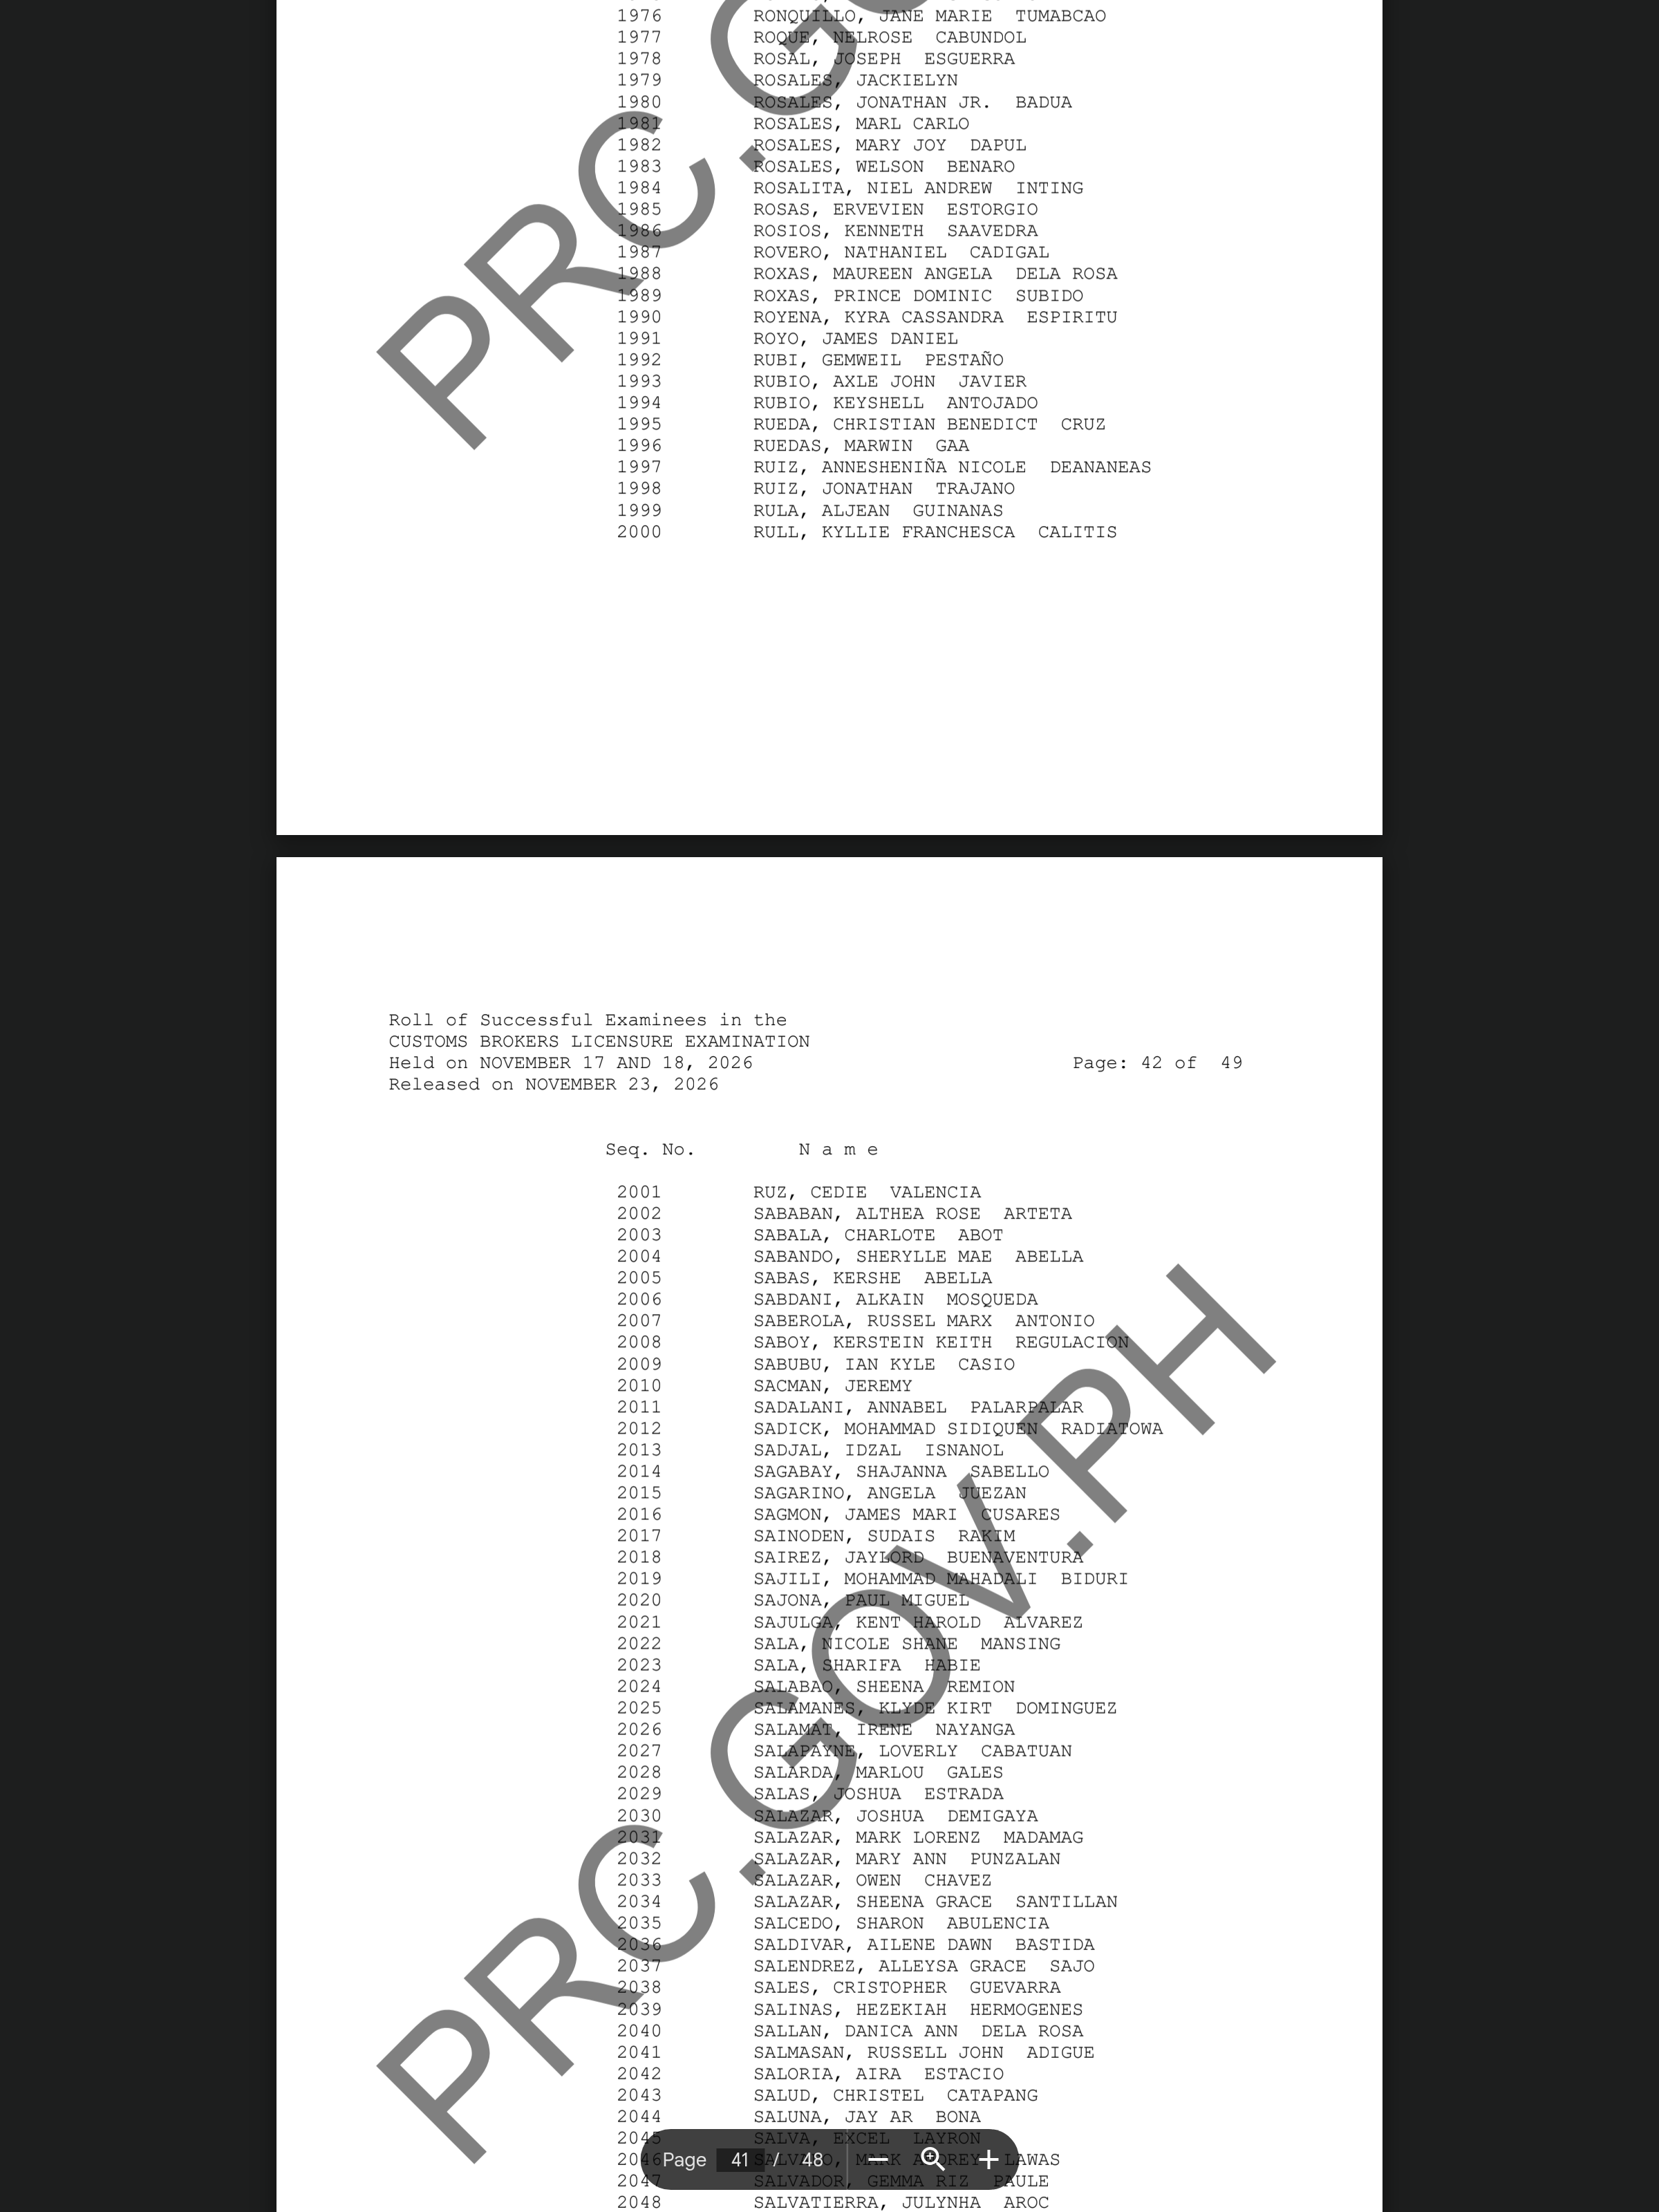 1976 RONQUILLO, JANE MARIE TUMABCAO
1977 ROQUE, NELROSE CABUNDOL
1978 ROSAL, JOSEPH ESGUERRA
1979 ROSALES, JACKIELYN
1980 ROSALES, JONATHAN JR. BADUA
1981 ROSALES, MARL CARLO
1982 ROSALES, MARY JOY DAPUL
1983 ROSALES, WELSON BENARO
1984 ROSALITA, NIEL ANDREW INTING
1985 ROSAS, ERVEVIEN ESTORGIO
1986 ROSIOS, KENNETH SAAVEDRA
1987 ROVERO, NATHANIEL CADIGAL
1988 ROXAS, MAUREEN ANGELA DELA ROSA
1989 ROXAS, PRINCE DOMINIC SUBIDO
1990 ROYENA, KYRA CASSANDRA ESPIRITU
1991 ROYO, JAMES DANIEL
1992 RUBI, GEMWEIL PESTAÑO
1993 RUBIO, AXLE JOHN JAVIER
1994 RUBIO, KEYSHELL ANTOJADO
1995 RUEDA, CHRISTIAN BENEDICT CRUZ
1996 RUEDAS, MARWIN GAA
1997 RUIZ, ANNESHENIÑA NICOLE DEANANEAS
1998 RUIZ, JONATHAN TRAJANO
1999 RULA, ALJEAN GUINANAS
2000 RULL, KYLLIE FRANCHESCA CALITIS
PRC.GO
Roll of Successful Examinees in the
CUSTOMS BROKERS LICENSURE EXAMINATION
Held on NOVEMBER 17 AND 18, 2026 Page: 42 of 49
Released on NOVEMBER 23, 2026
Seq. No. N a m e
2001 RUZ, CEDIE VALENCIA
2002 SABABAN, ALTHEA ROSE ARTETA
2003 SABALA, CHARLOTE ABOT
2004 SABANDO, SHERYLLE MAE ABELLA
2005 SABAS, KERSHE ABELLA
2006 SABDANI, ALKAIN MOSQUEDA
2007 SABEROLA, RUSSEL MARX ANTONIO
2008 SABOY, KERSTEIN KEITH REGULACION
2009 SABUBU, IAN KYLE CASIO
2010 SACMAN, JEREMY
2011 SADALANI, ANNABEL PALARPALAR
2012 SADICK, MOHAMMAD SIDIQUEN RADIATOWA
2013 SADJAL, IDZAL ISNANOL
2014 SAGABAY, SHAJANNA SABELLO
2015 SAGARINO, ANGELA JUEZAN
2016 SAGMON, JAMES MARI CUSARES
2017 SAINODEN, SUDAIS RAKIM
2018 SAIREZ, JAYLORD BUENAVENTURA
2019 SAJILI, MOHAMMAD MAHADALI BIDURI
2020 SAJONA, PAUL MIGUEL
2021 SAJULGA, KENT HAROLD ALVAREZ
2022 SALA, NICOLE SHANE MANSING
2023 SALA, SHARIFA HABIE
2024 SALABAO, SHEENA REMION
2025 SALAMANES, KLYDE KIRT DOMINGUEZ
2026 SALAMAT, IRENE NAYANGA
2027 SALAPAYNE, LOVERLY CABATUAN
2028 SALARDA, MARLOU GALES
2029 SALAS, JOSHUA ESTRADA
2030 SALAZAR, JOSHUA DEMIGAYA
2031 SALAZAR, MARK LORENZ MADAMAG
2032 SALAZAR, MARY ANN PUNZALAN
2033 SALAZAR, OWEN CHAVEZ
2034 SALAZAR, SHEENA GRACE SANTILLAN
2035 SALCEDO, SHARON ABULENCIA
2036 SALDIVAR, AILENE DAWN BASTIDA
2037 SALENDREZ, ALLEYSA GRACE SAJO
2038 SALES, CRISTOPHER GUEVARRA
2039 SALINAS, HEZEKIAH HERMOGENES
2040 SALLAN, DANICA ANN DELA ROSA
2041 SALMASAN, RUSSELL JOHN ADIGUE
2042 SALORIA, AIRA ESTACIO
2043 SALUD, CHRISTEL CATAPANG
2044 SALUNA, JAY AR BONA
2045 SALVA, EXCEL LAYRON
2046 MARK LAWAS
2047 SALVADOR, GEMMA RIZ PAULE
2048 SALVATIERRA, JULYNHA AROC
PRC.GOV.PH
Page 41 / 48